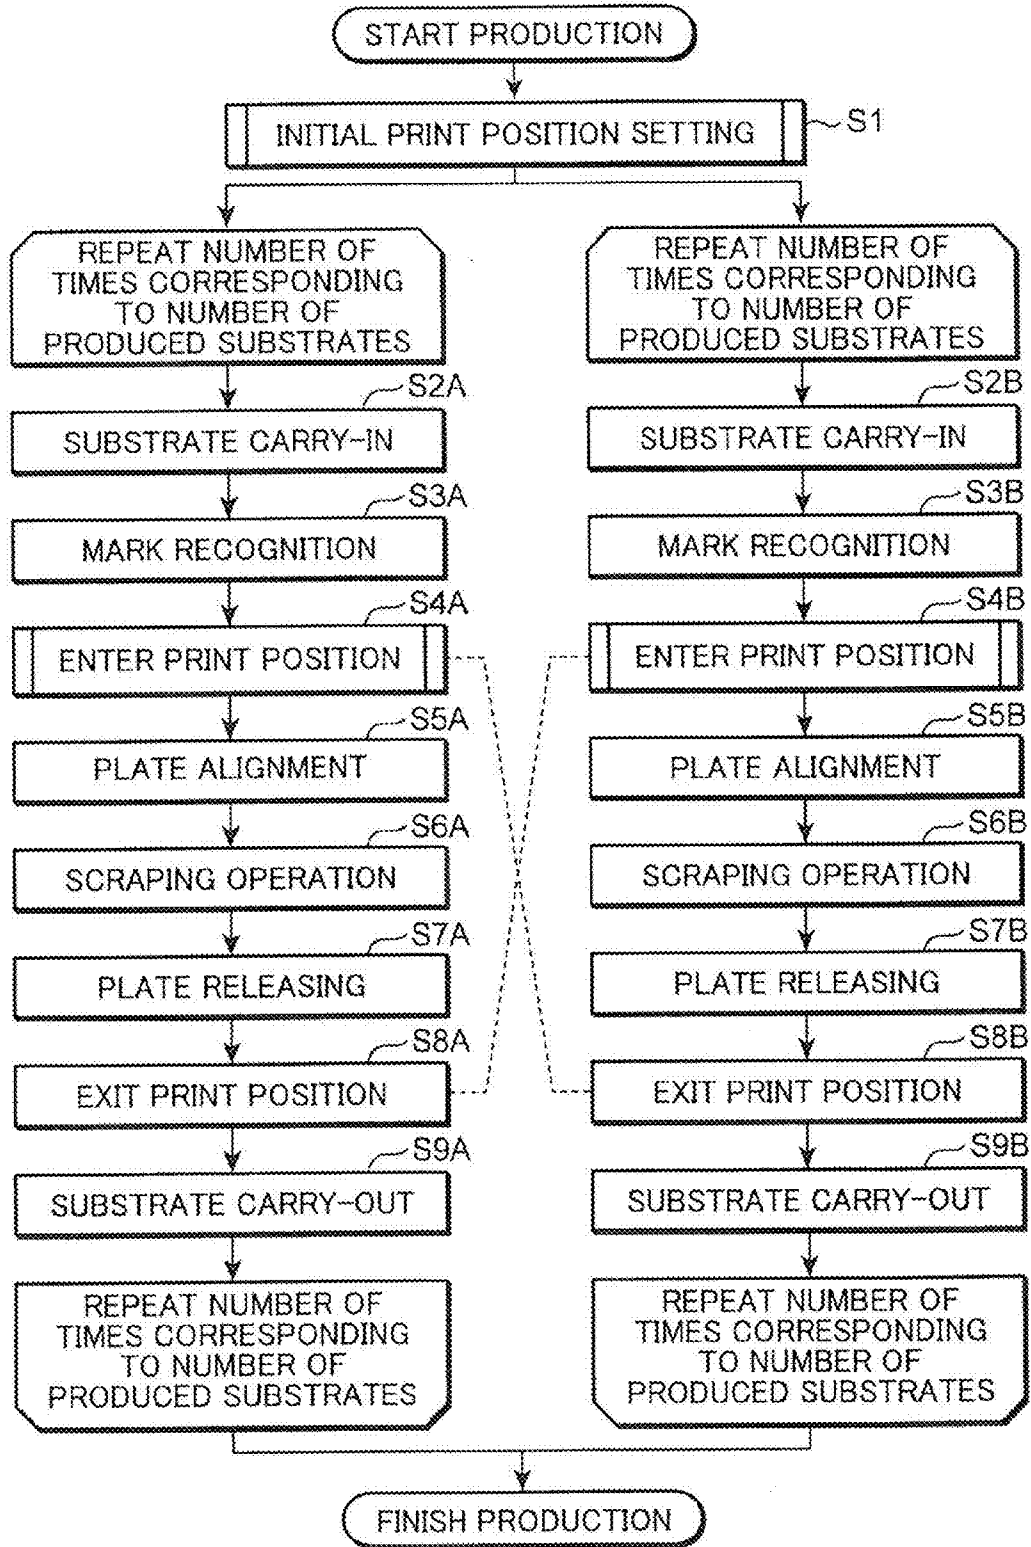 START PRODUCTION
INITIAL PRINT POSITION SETTING
S1
REPEAT NUMBER OF
TIMES CORRESPONDING
TO NUMBER OF
PRODUCED SUBSTRATES
S2A
SUBSTRATE CARRY-IN
S3A
MARK RECOGNITION
S4A
ENTER PRINT POSITION
S5A
PLATE ALIGNMENT
S6A
SCRAPING OPERATION
S7A
PLATE RELEASING
S8A
EXIT PRINT POSITION
S9A
SUBSTRATE CARRY-OUT
REPEAT NUMBER OF
TIMES CORRESPONDING
TO NUMBER OF
PRODUCED SUBSTRATES
REPEAT NUMBER OF
TIMES CORRESPONDING
TO NUMBER OF
PRODUCED SUBSTRATES
S2B
SUBSTRATE CARRY-IN
S3B
MARK RECOGNITION
S4B
ENTER PRINT POSITION
S5B
PLATE ALIGNMENT
S6B
SCRAPING OPERATION
S7B
PLATE RELEASING
S8B
EXIT PRINT POSITION
S9B
SUBSTRATE CARRY-OUT
REPEAT NUMBER OF
TIMES CORRESPONDING
TO NUMBER OF
PRODUCED SUBSTRATES
FINISH PRODUCTION